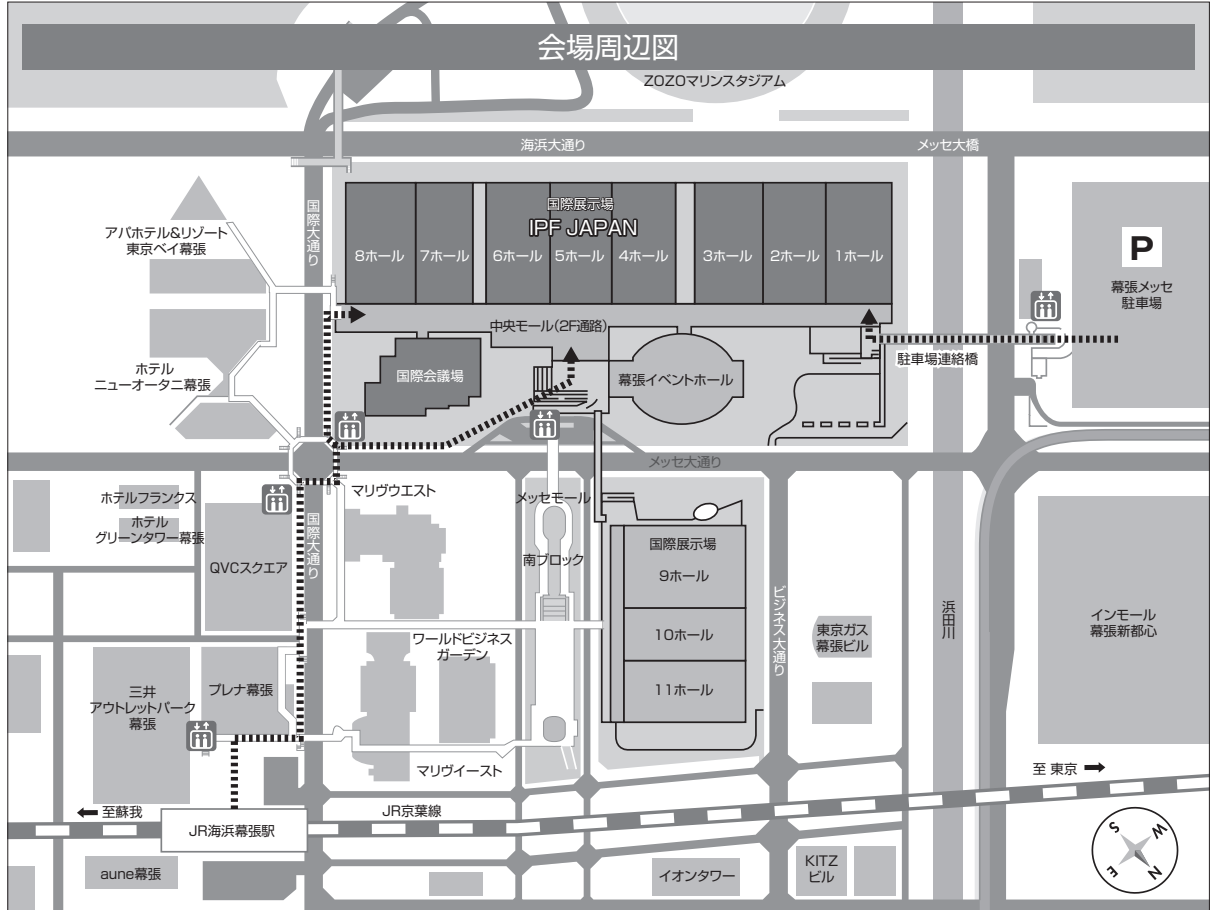 会場周辺図
ZOZOマリンスタジアム
海浜大通り
メッセ大橋
国際大通り
アパホテル&リゾート
東京ベイ幕張
国際展示場
IPF JAPAN
8ホール
7ホール
6ホール
5ホール
4ホール
3ホール
2ホール
1ホール
P
幕張メッセ
駐車場
中央モール(2F通路)
駐車場連絡橋
国際会議場
幕張イベントホール
ホテル
ニューオータニ幕張
メッセ大通り
マリヴウエスト
メッセモール
ホテルフランクス
ホテル
グリーンタワー幕張
国際大通り
QVCスクエア
南ブロック
国際展示場
9ホール
10ホール
11ホール
ビジネス大通り
浜田川
東京ガス
幕張ビル
インモール
幕張新都心
ワールドビジネス
ガーデン
三井
アウトレットパーク
幕張
プレナ幕張
マリヴイースト
至 東京
至蘇我
JR京葉線
JR海浜幕張駅
aune幕張
イオンタワー
KITZ
ビル
S
W
E
N